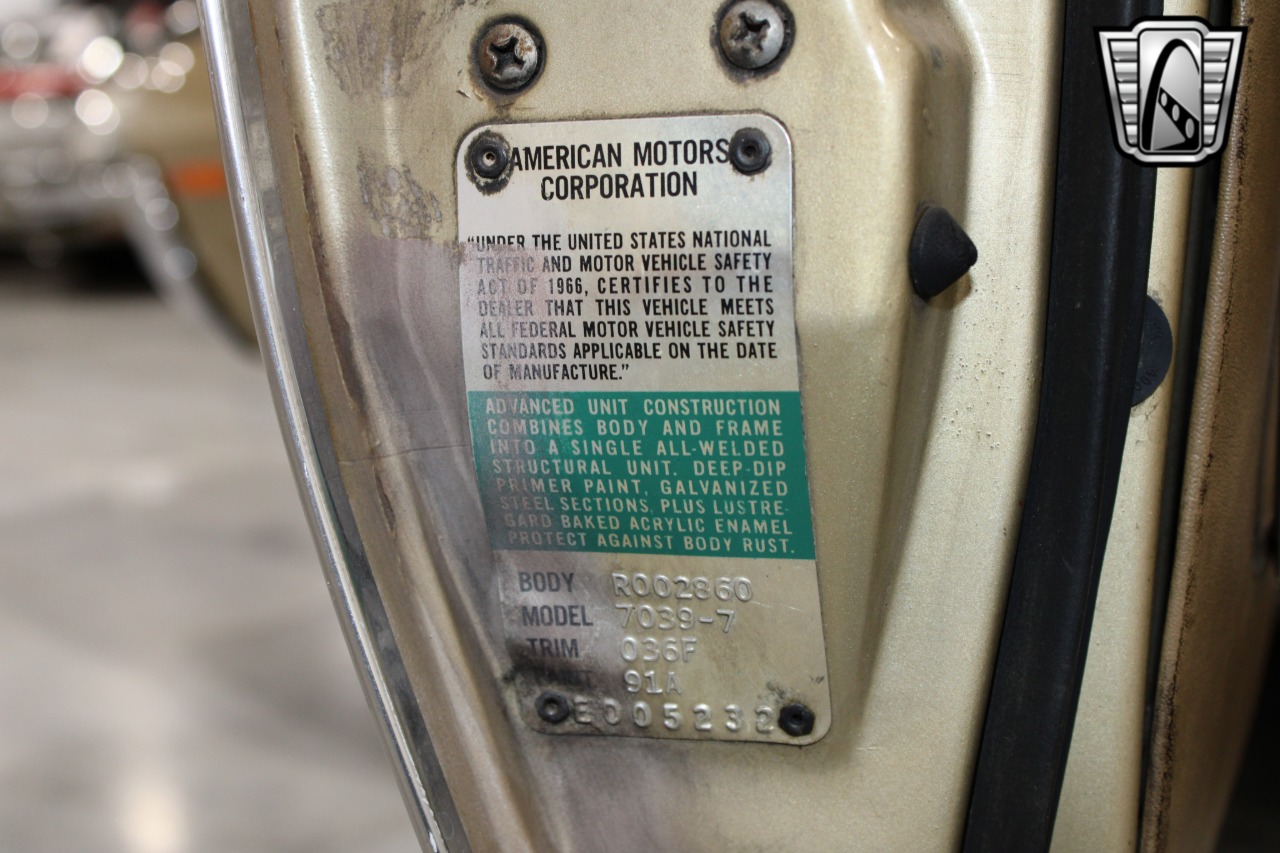 AMERICAN MOTORS
CORPORATION
"UNDER THE UNITED STATES NATIONAL
TRAFFIC AND MOTOR VEHICLE SAFETY
ACT OF 1966, CERTIFIES TO THE
DEALER THAT THIS VEHICLE MEETS
ALL FEDERAL MOTOR VEHICLE SAFETY
STANDARDS APPLICABLE ON THE DATE
OF MANUFACTURE."
ADVANCED UNIT CONSTRUCTION
COMBINES BODY AND FRAME
INTO A SINGLE ALL-WELDED
STRUCTURAL UNIT. DEEP-DIP
PRIMER PAINT, GALVANIZED
STEEL SECTIONS, PLUS LUSTRE-
GARD BAKED ACRYLIC ENAMEL
PROTECT AGAINST BODY RUST.
BODY R002860
MODEL 7039-7
TRIM 036F
91A
E005232